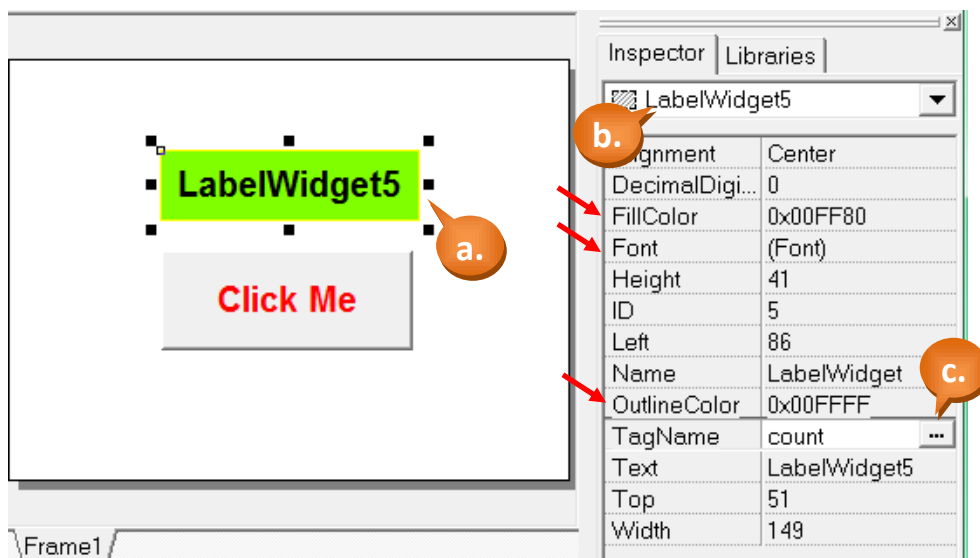 Inspector Libraries
LabelWidget5
b.
gnment Center
DecimalDigi... 0
FillColor 0x00FF80
Font (Font)
Height 41
ID 5
Left 86
Name LabelWidget
c.
OutlineColor 0x00FFFF
TagName count ...
Text LabelWidget5
Top 51
Width 149
LabelWidget5
a.
Click Me
Frame1